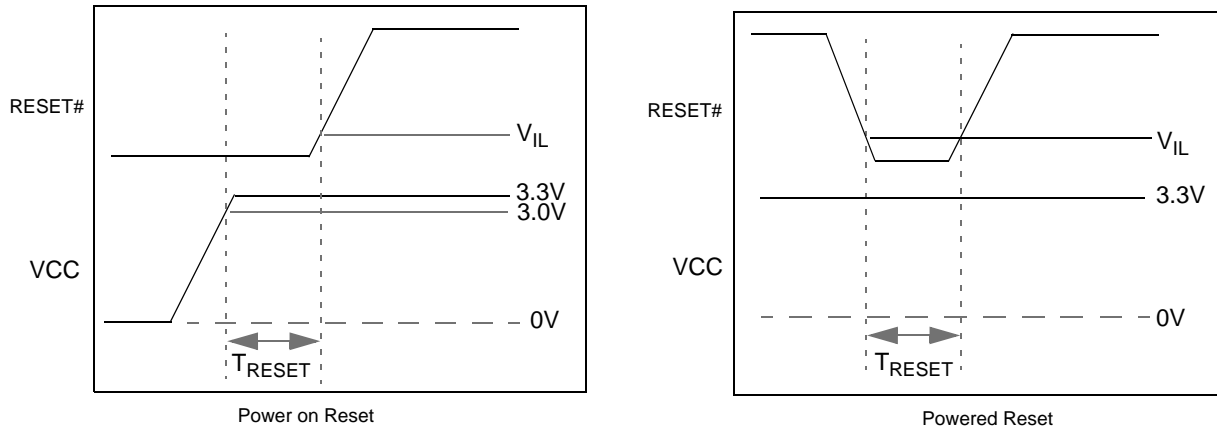 RESET#
VIL
3.3V
3.0V
VCC
0V
TRESET
Power on Reset
RESET#
VIL
3.3V
VCC
0V
TRESET
Powered Reset